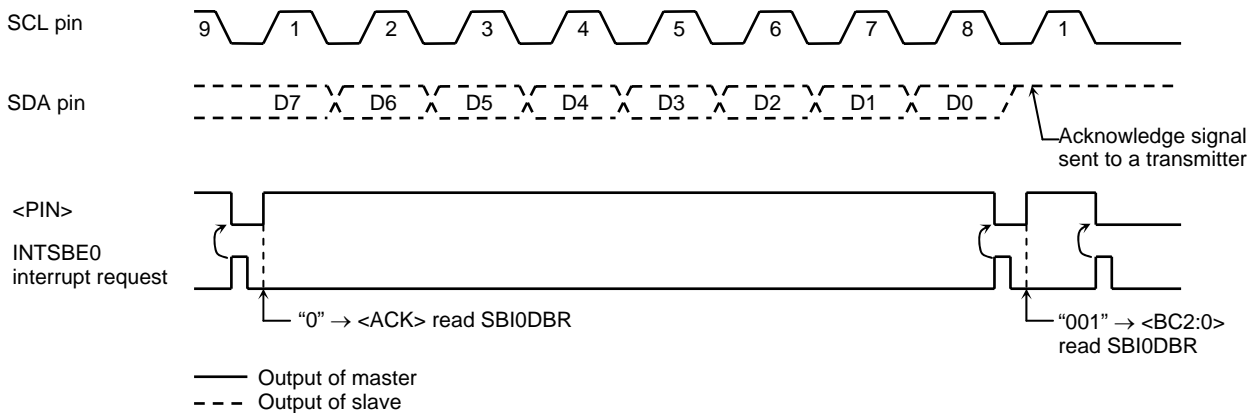 SCL pin
9 1 2 3 4 5 6 7 8 1
SDA pin
D7 D6 D5 D4 D3 D2 D1 D0
Acknowledge signal
sent to a transmitter
<PIN>
INTSBE0
interrupt request
“0” → <ACK> read SBI0DBR
“001” → <BC2:0>
read SBI0DBR
Output of master
Output of slave